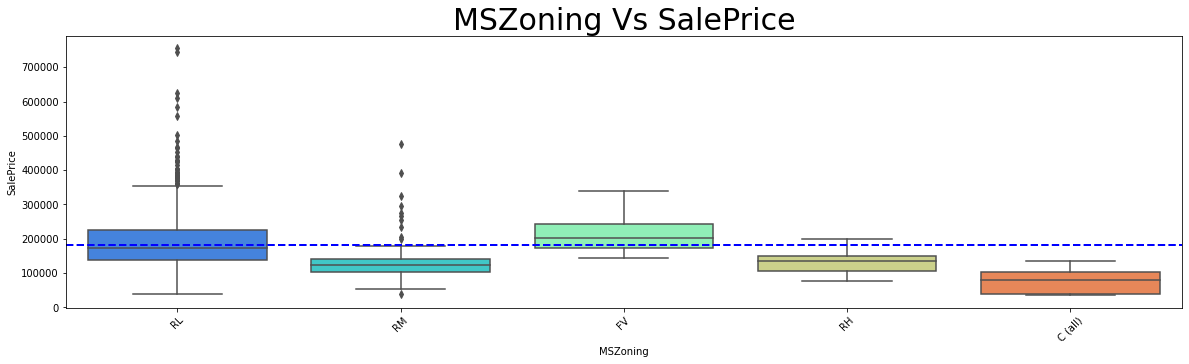 MSZoning Vs SalePrice
700000
600000
500000
400000
300000
200000
100000
0
SalePrice
RL
RM
FV
RH
C (all)
MSZoning